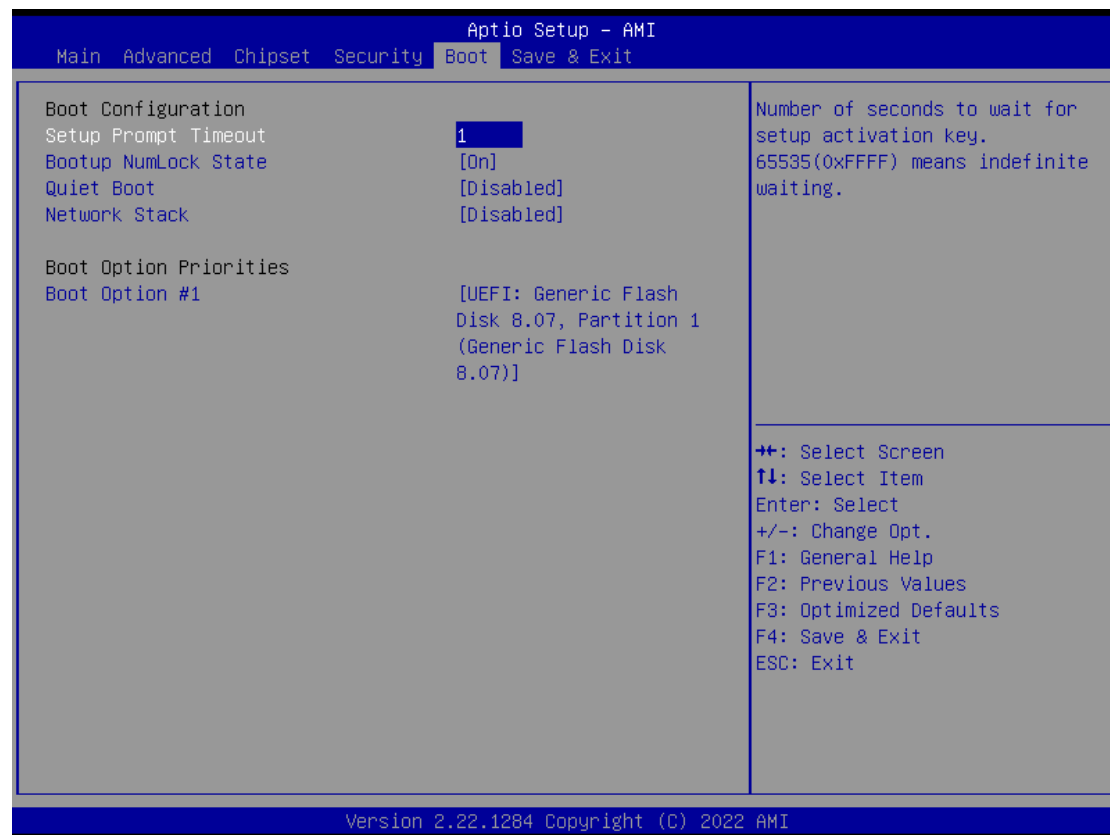 Aptio Setup – AMI
Main Advanced Chipset Security Boot Save & Exit
Boot Configuration
Setup Prompt Timeout 1
Bootup NumLock State [On]
Quiet Boot [Disabled]
Network Stack [Disabled]
Boot Option Priorities
Boot Option #1 [UEFI: Generic Flash
Disk 8.07, Partition 1
(Generic Flash Disk
8.07)]
Number of seconds to wait for
setup activation key.
65535(0xFFFF) means indefinite
waiting.
→←: Select Screen
↑↓: Select Item
Enter: Select
+/-: Change Opt.
F1: General Help
F2: Previous Values
F3: Optimized Defaults
F4: Save & Exit
ESC: Exit
Version 2.22.1284 Copyright (C) 2022 AMI